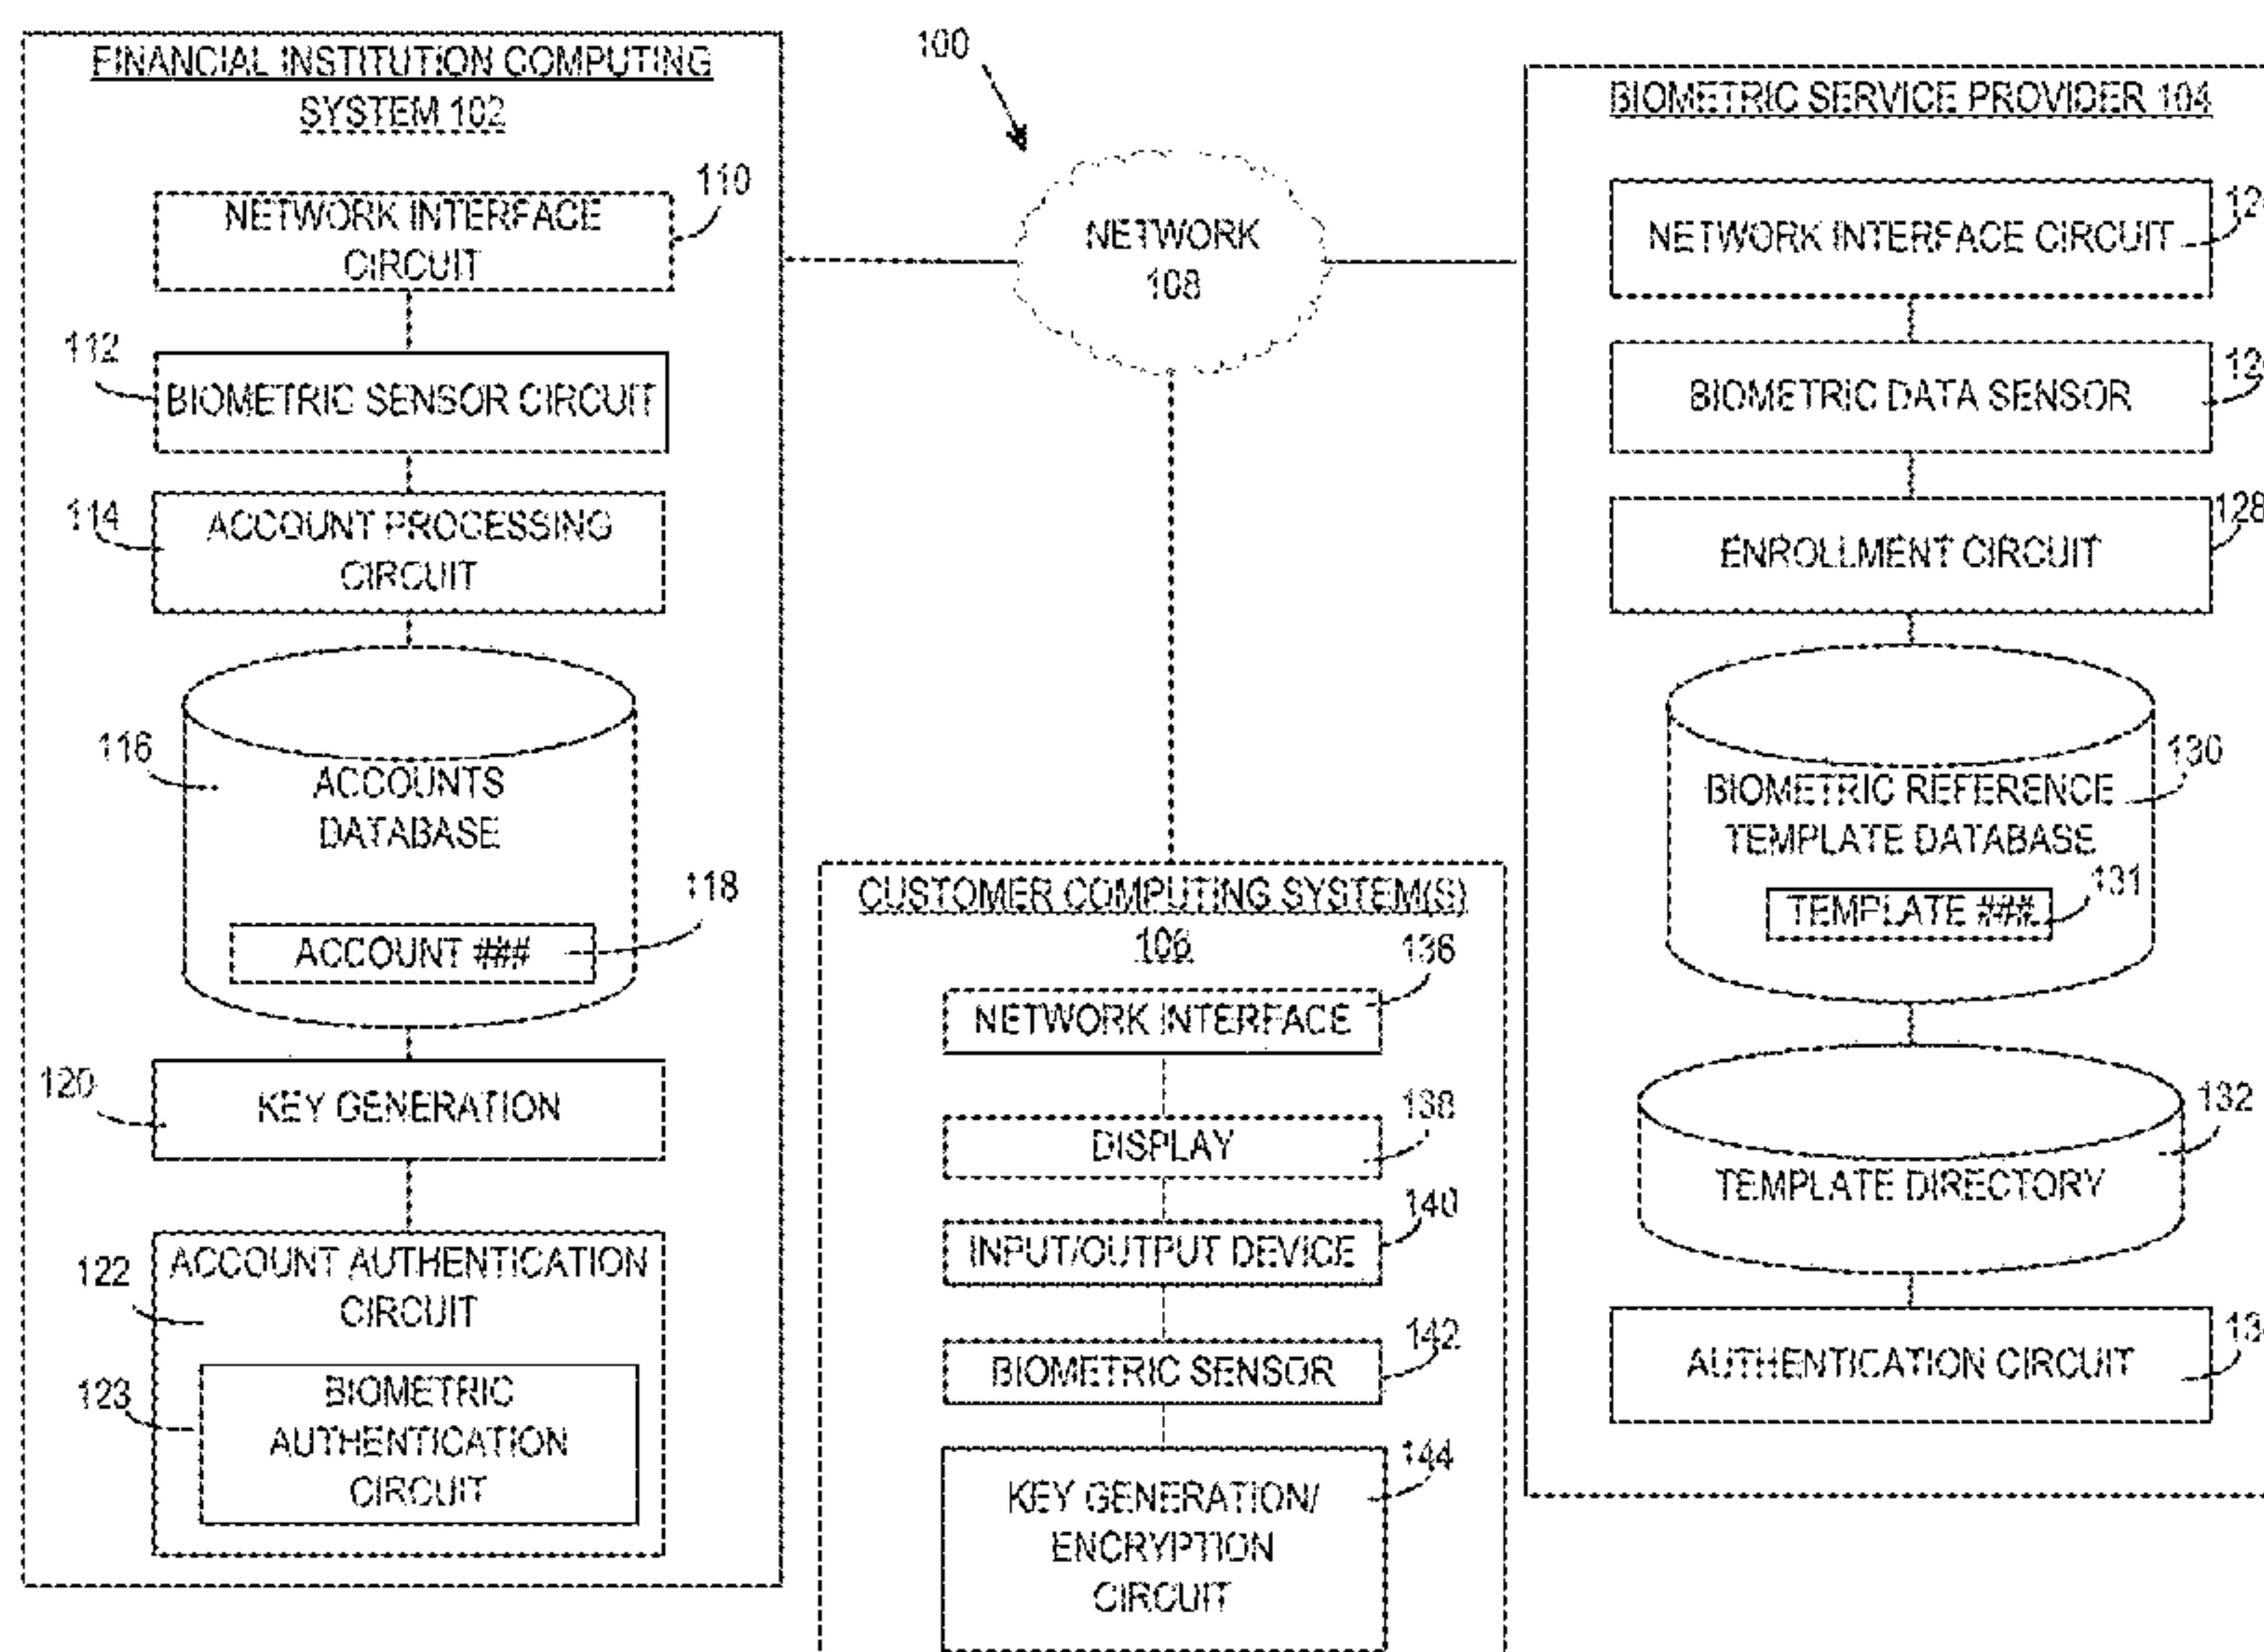 100
FINANCIAL INSTITUTION COMPUTING
SYSTEM 102
110
NETWORK INTERFACE
CIRCUIT
112
BIOMETRIC SENSOR CIRCUIT
114
ACCOUNT PROCESSING
CIRCUIT
116
ACCOUNTS
DATABASE
118
ACCOUNT ###
120
KEY GENERATION
122
ACCOUNT AUTHENTICATION
CIRCUIT
123
BIOMETRIC
AUTHENTICATION
CIRCUIT
NETWORK
108
CUSTOMER COMPUTING SYSTEM(S)
106
136
NETWORK INTERFACE
138
DISPLAY
140
INPUT/OUTPUT DEVICE
142
BIOMETRIC SENSOR
144
KEY GENERATION/
ENCRYPTION
CIRCUIT
BIOMETRIC SERVICE PROVIDER 104
NETWORK INTERFACE CIRCUIT
BIOMETRIC DATA SENSOR
128
ENROLLMENT CIRCUIT
130
BIOMETRIC REFERENCE
TEMPLATE DATABASE
131
TEMPLATE ###
132
TEMPLATE DIRECTORY
AUTHENTICATION CIRCUIT